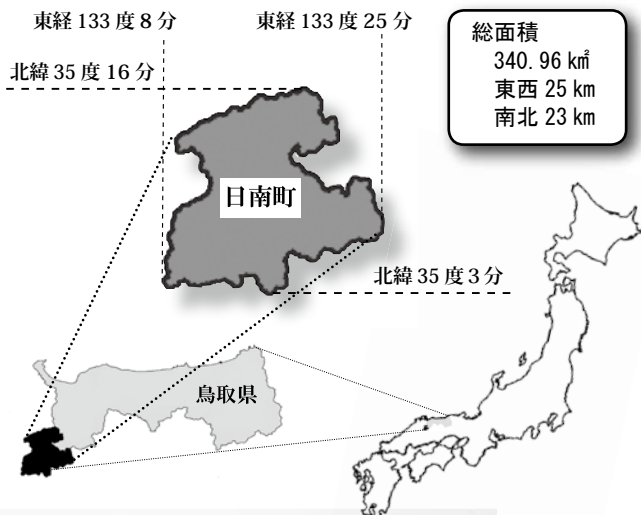 東経 133 度 8 分
東経 133 度 25 分
北緯 35 度 16 分
総面積
340.96 ㎢
東西 25 km
南北 23 km
日南町
北緯 35 度 3 分
鳥取県